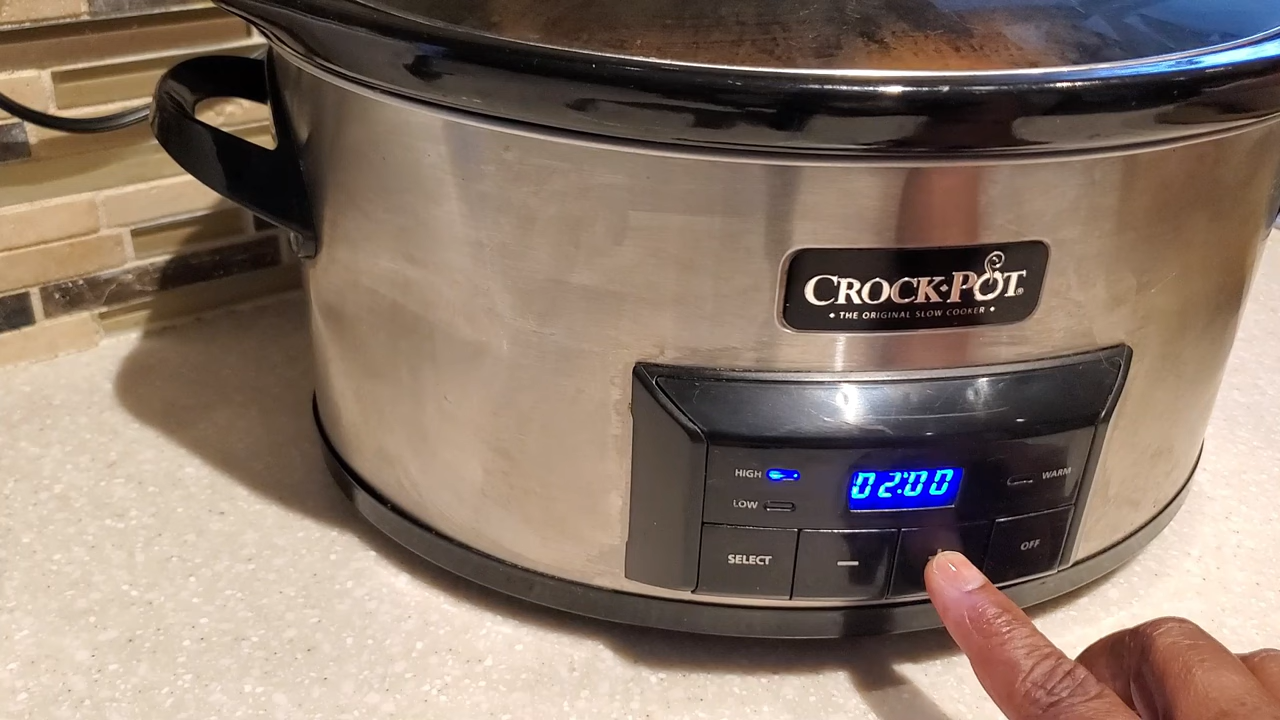 CROCK•POT®
• THE ORIGINAL SLOW COOKER •
HIGH
02:00
WARM
LOW
SELECT
—
+
OFF